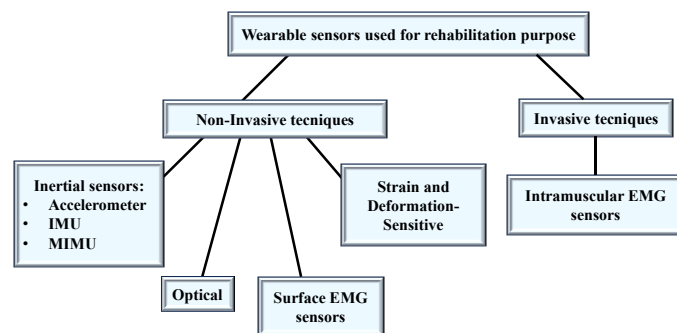 Wearable sensors used for rehabilitation purpose
Non-Invasive tecniques
Invasive tecniques
Inertial sensors:
• Accelerometer
• IMU
• MIMU
Strain and
Deformation-
Sensitive
Intramuscular EMG
sensors
Optical
Surface EMG
sensors